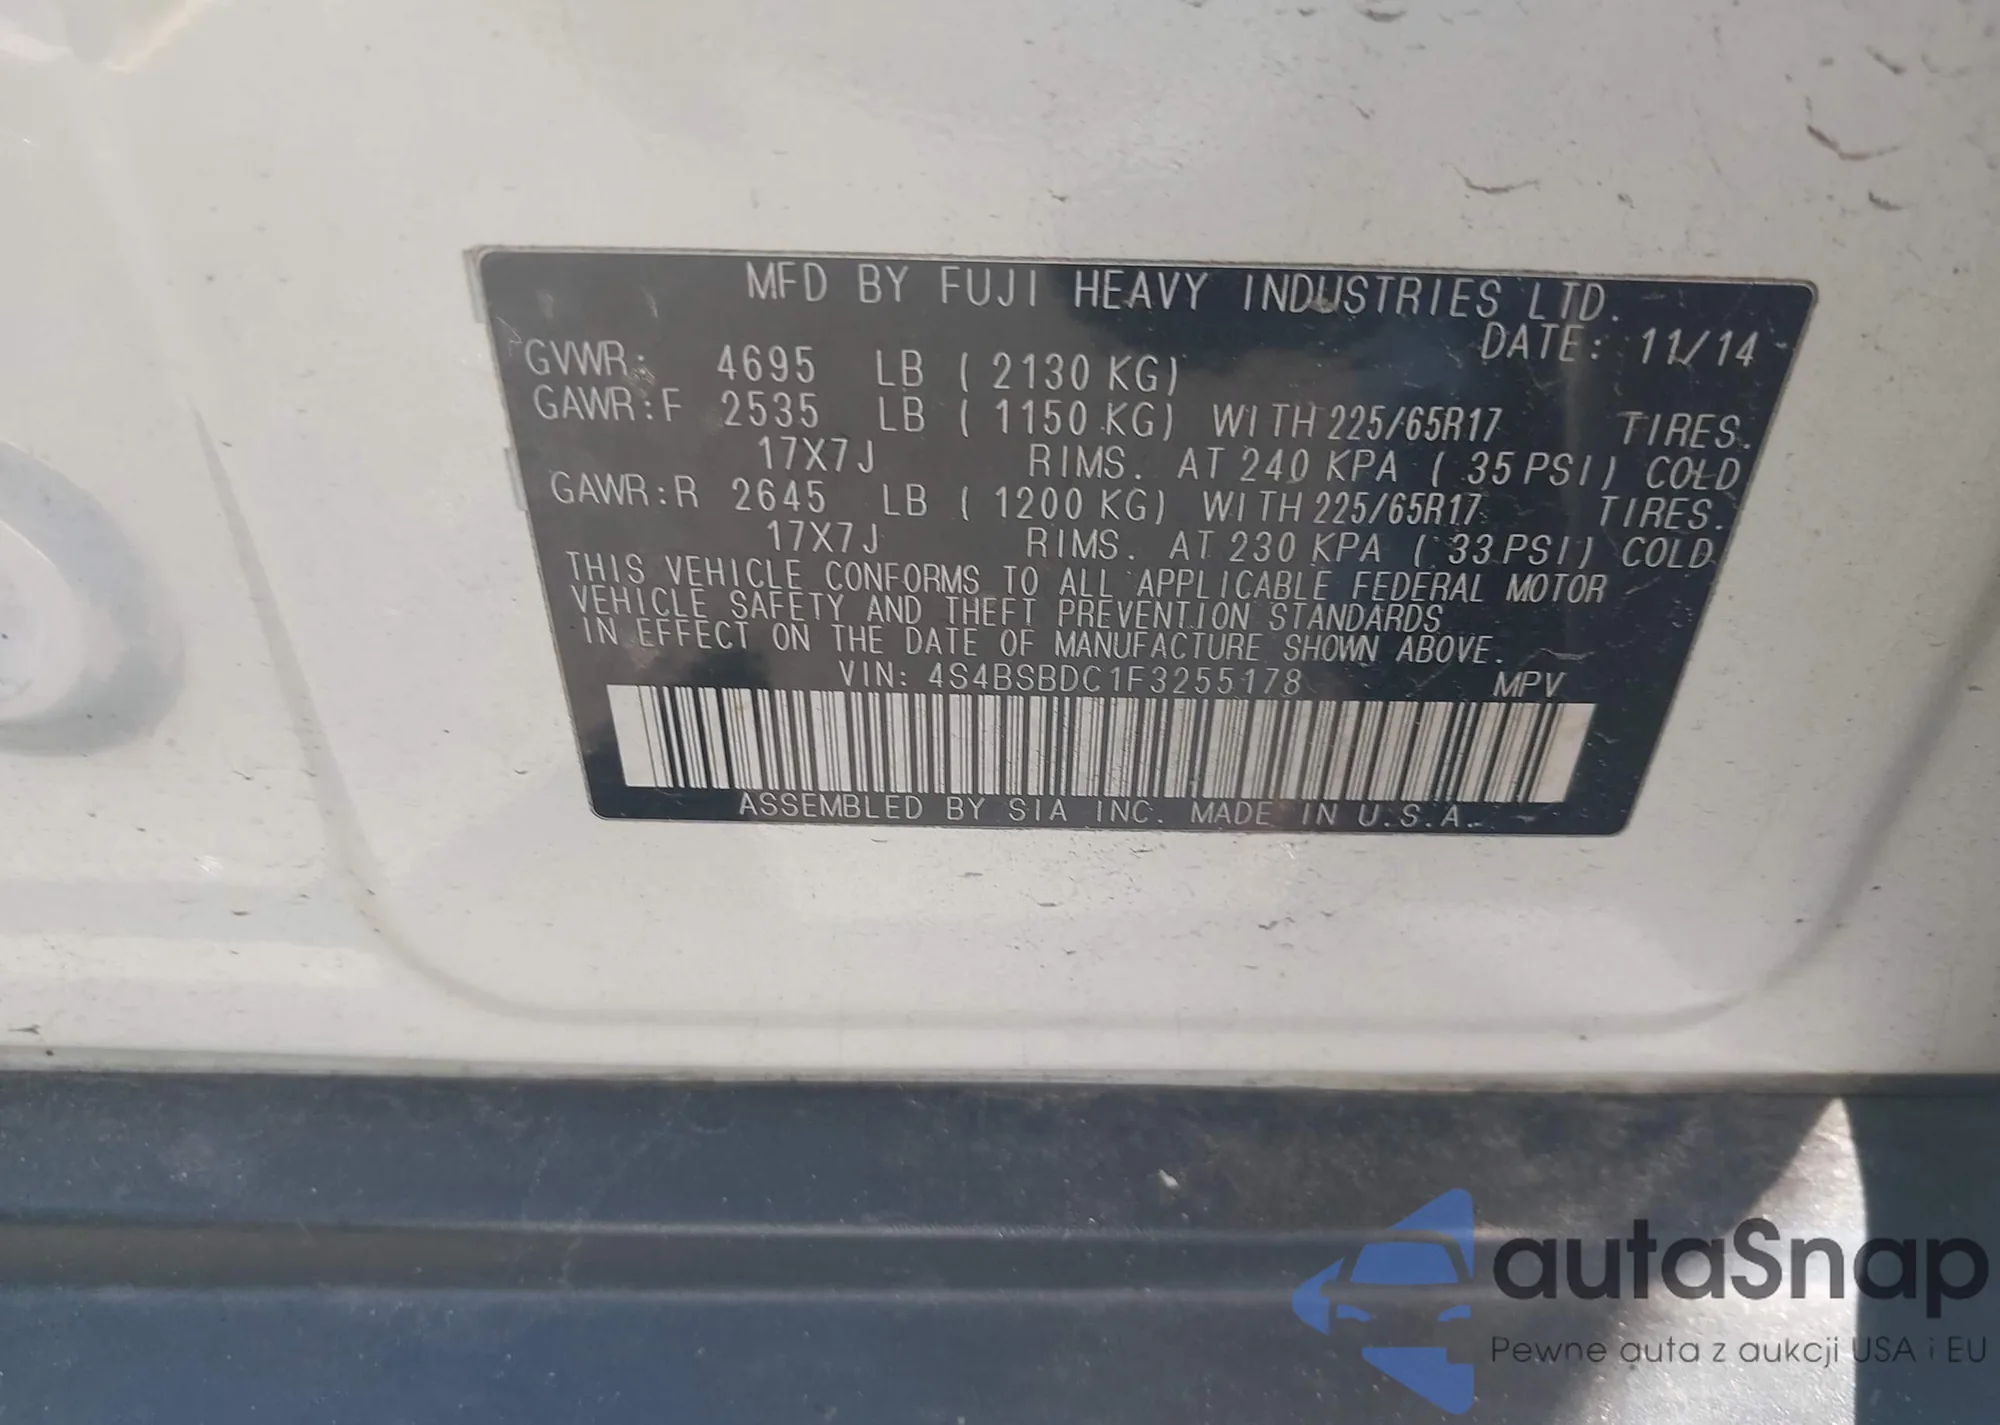 MFD BY FUJI HEAVY INDUSTRIES LTD.
DATE: 11/14
GVWR: 4695 LB ( 2130 KG)
GAWR:F 2535 LB ( 1150 KG) WITH 225/65R17 TIRES.
17X7J RIMS. AT 240 KPA ( 35 PSI) COLD
GAWR:R 2645 LB ( 1200 KG) WITH 225/65R17 TIRES.
17X7J RIMS. AT 230 KPA ( 33 PSI) COLD
THIS VEHICLE CONFORMS TO ALL APPLICABLE FEDERAL MOTOR
VEHICLE SAFETY AND THEFT PREVENTION STANDARDS
IN EFFECT ON THE DATE OF MANUFACTURE SHOWN ABOVE.
VIN: 4S4BSBDC1F3255178 MPV
ASSEMBLED BY SIA INC. MADE IN U.S.A.
autaSnap
Pewne auta z aukcji USA i EU